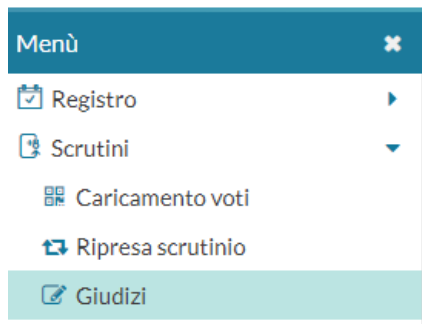 Menù
Registro
Scrutini
Caricamento voti
Ripresa scrutinio
Giudizi